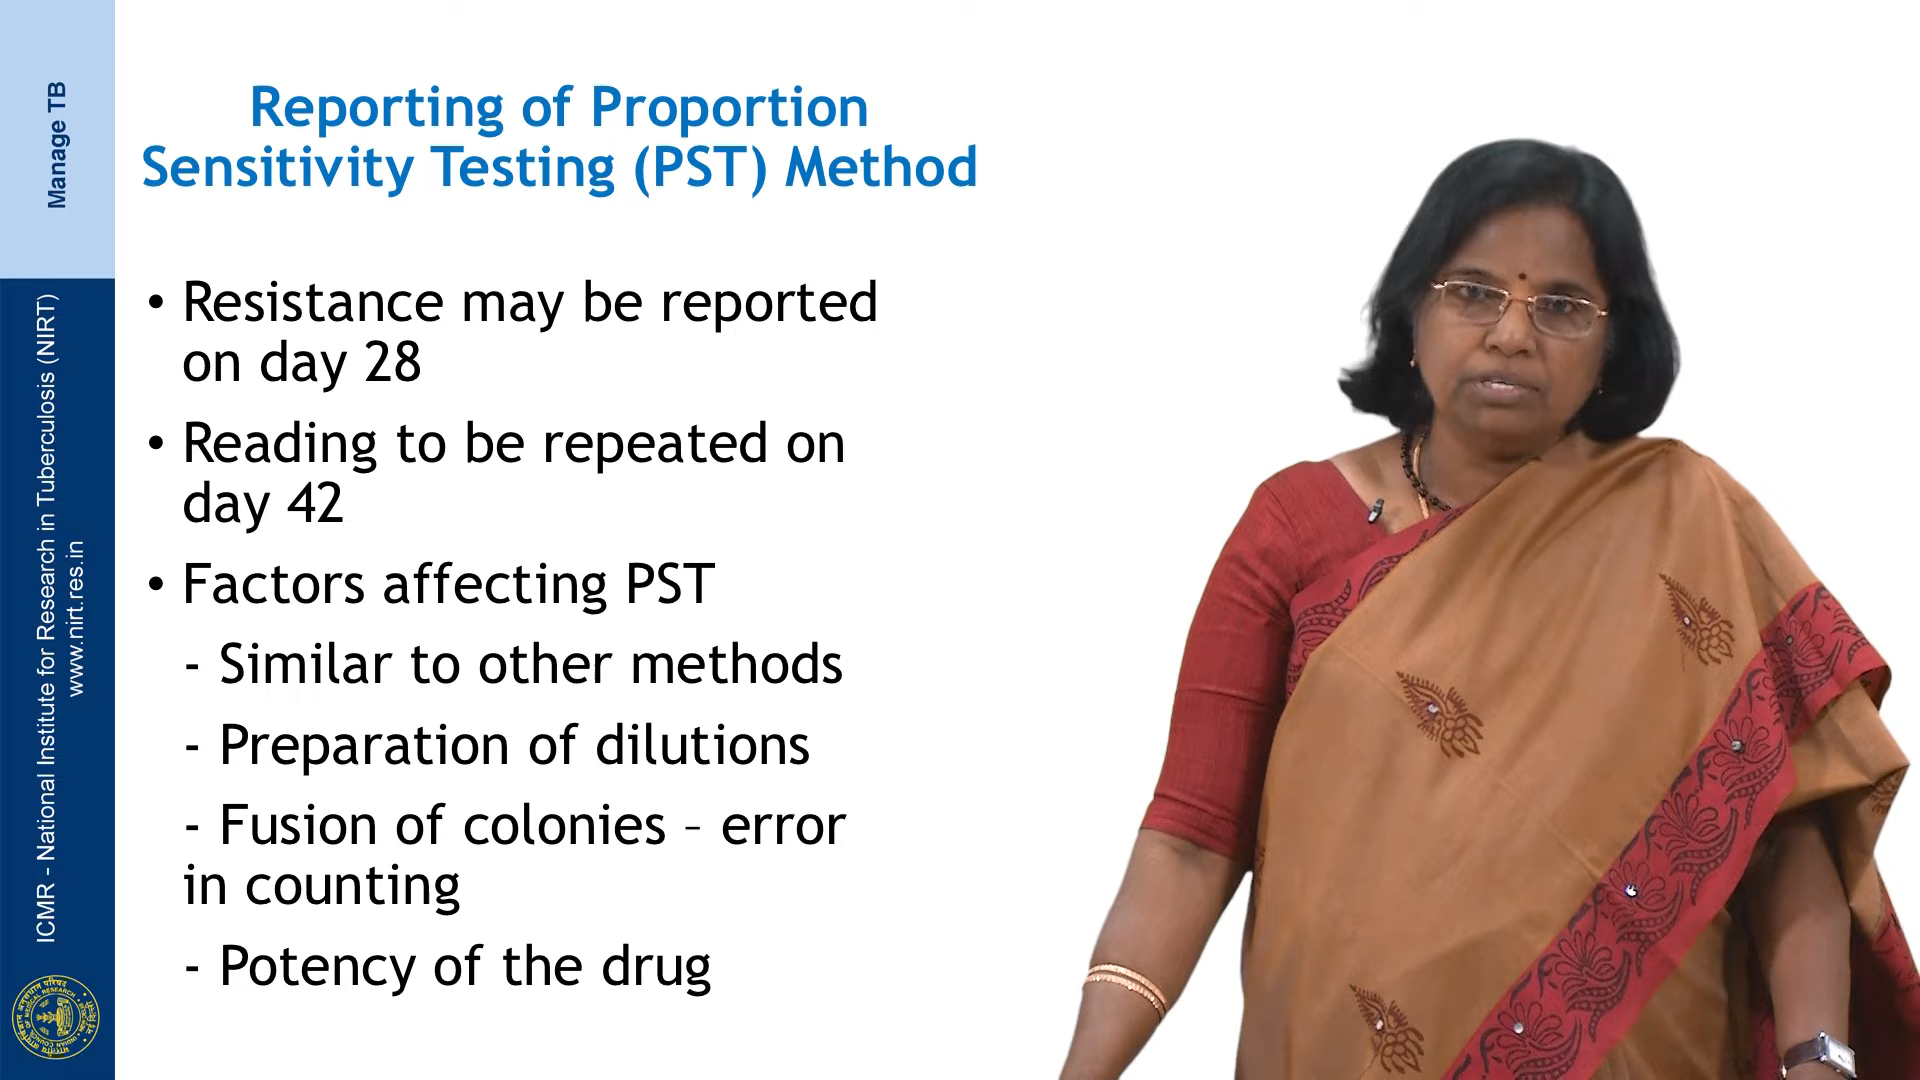 Manage TB
ICMR - National Institute for Research in Tuberculosis (NIRT)
www.nirt.res.in
Reporting of Proportion
Sensitivity Testing (PST) Method
• Resistance may be reported
on day 28
• Reading to be repeated on
day 42
• Factors affecting PST
- Similar to other methods
- Preparation of dilutions
- Fusion of colonies – error
in counting
- Potency of the drug